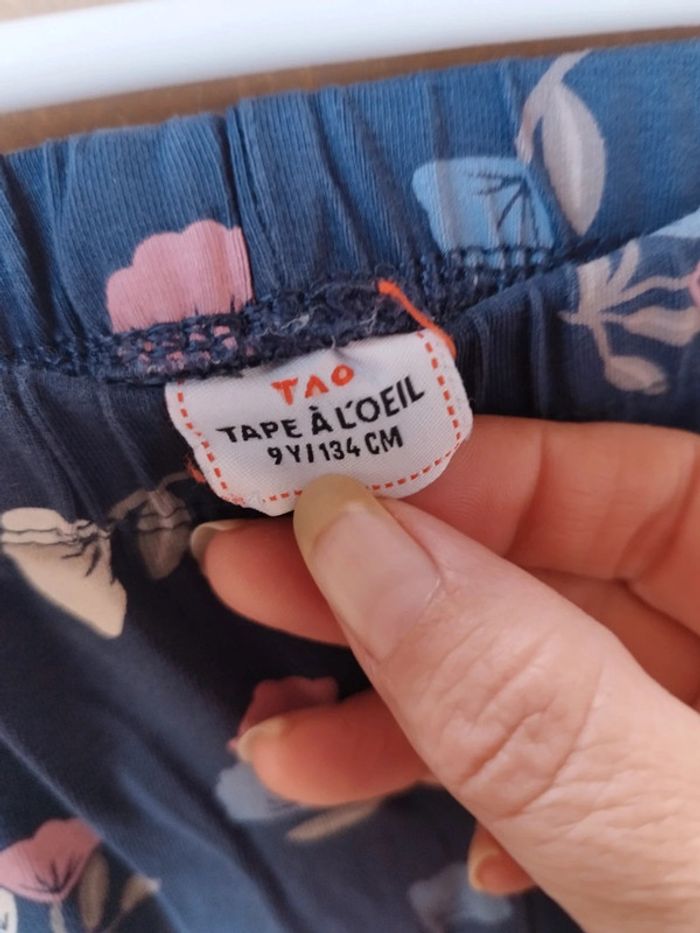 TAO
TAPE À L'OEIL
9Y/134 CM